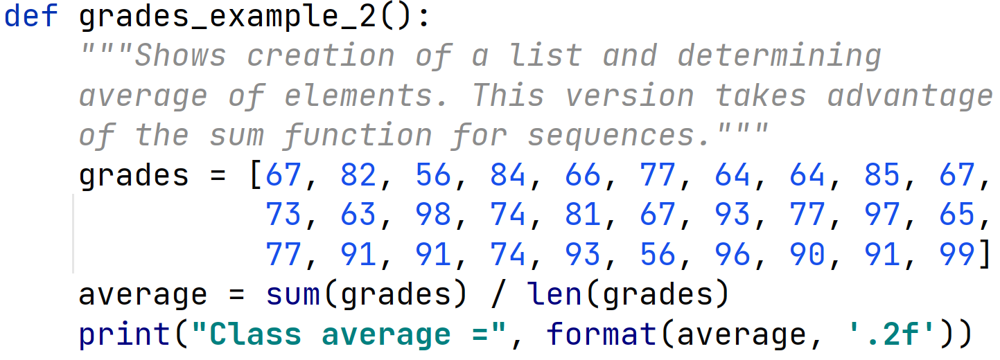 def grades_example_2():
    """Shows creation of a list and determining
    average of elements. This version takes advantage
    of the sum function for sequences."""
    grades = [67, 82, 56, 84, 66, 77, 64, 64, 85, 67,
              73, 63, 98, 74, 81, 67, 93, 77, 97, 65,
              77, 91, 91, 74, 93, 56, 96, 90, 91, 99]
    average = sum(grades) / len(grades)
    print("Class average =", format(average, '.2f'))